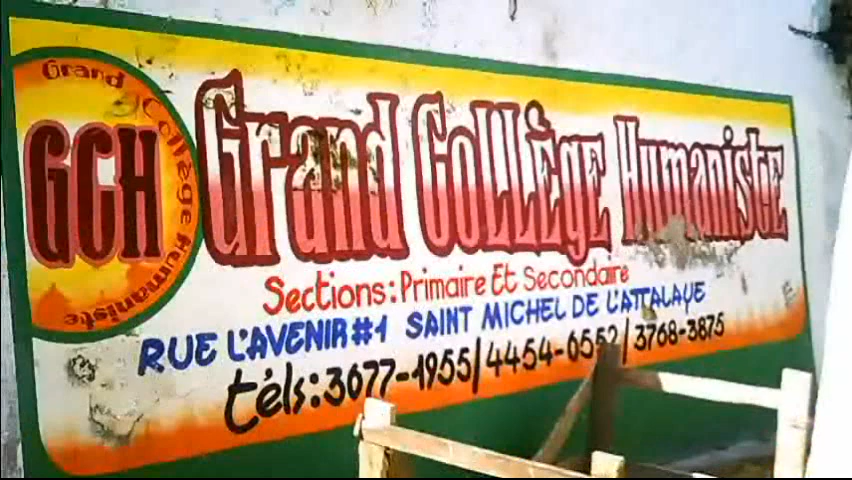 Grand Collège Humaniste
GCH
Grand Collège Humaniste
Sections: Primaire Et Secondaire
RUE L'AVENIR #1 SAINT MICHEL DE L'ATTALAYE
téls: 3677-1955/4454-6552/3768-3875